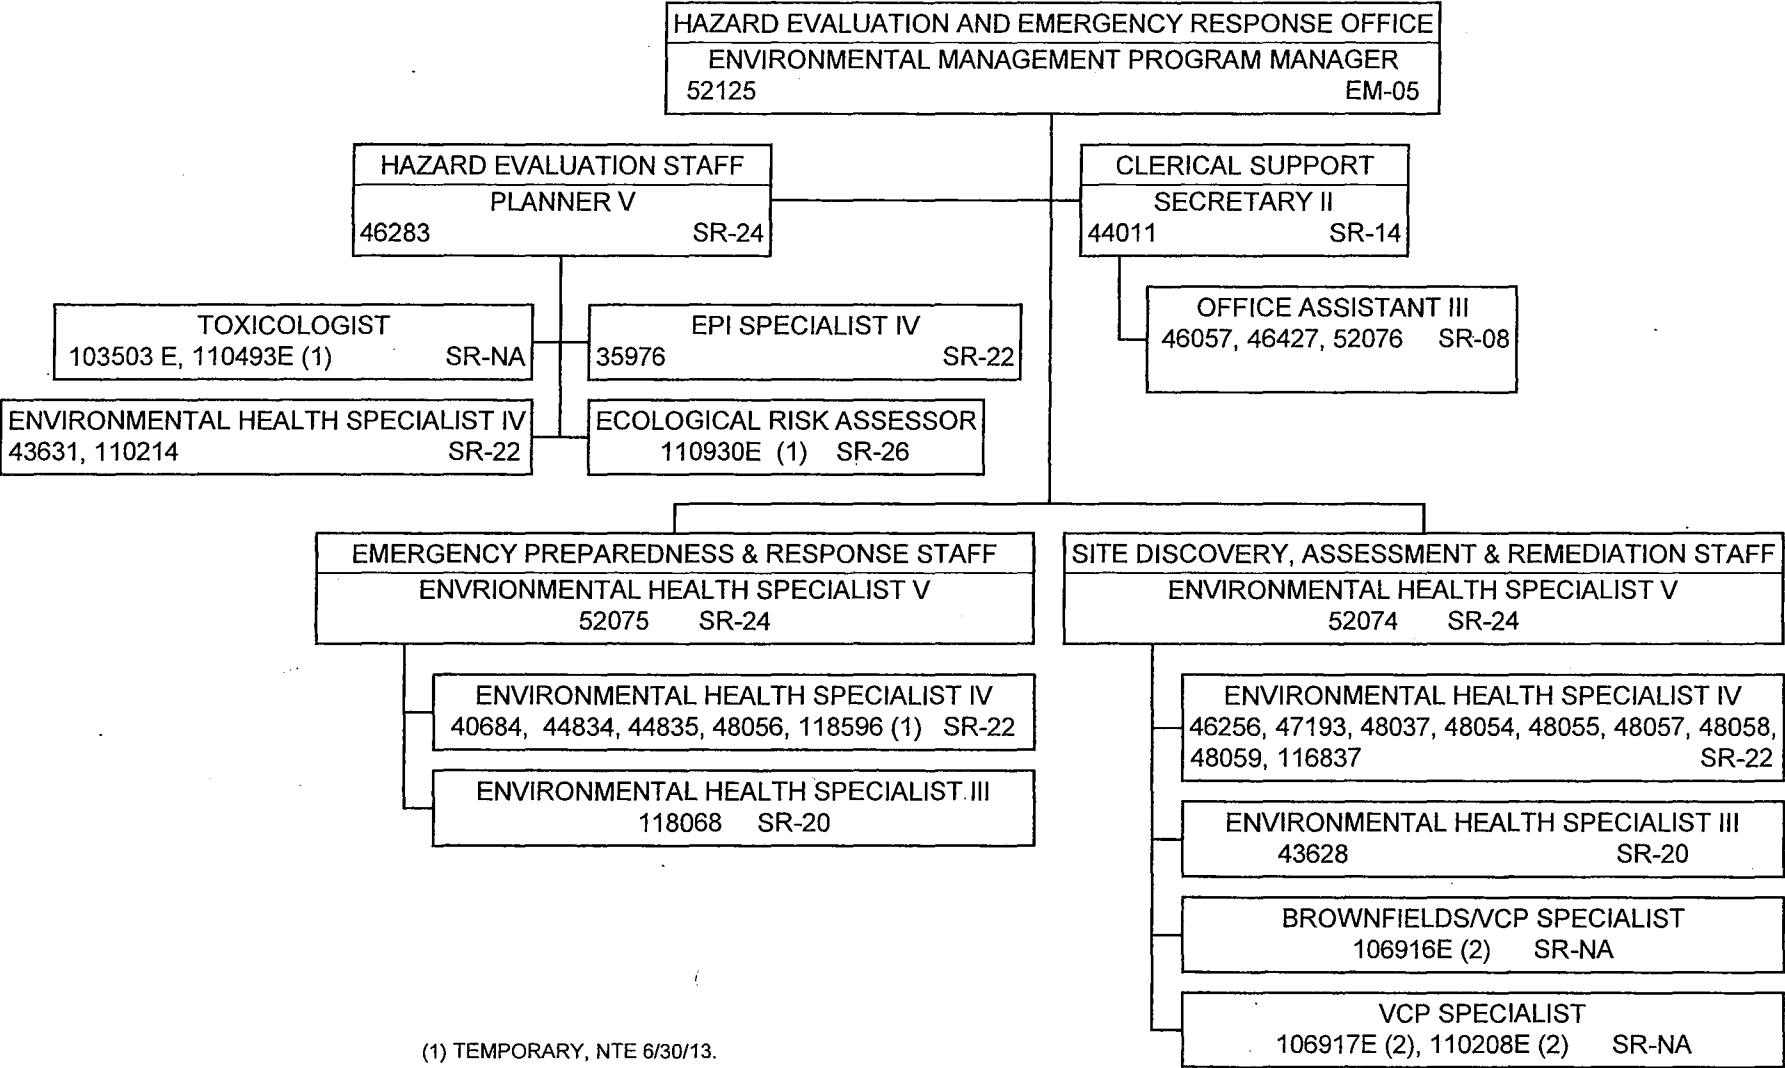 HAZARD EVALUATION AND EMERGENCY RESPONSE OFFICE
ENVIRONMENTAL MANAGEMENT PROGRAM MANAGER
52125 EM-05
HAZARD EVALUATION STAFF
PLANNER V
46283 SR-24
CLERICAL SUPPORT
SECRETARY II
44011 SR-14
OFFICE ASSISTANT III
46057, 46427, 52076 SR-08
TOXICOLOGIST
103503 E, 110493E (1) SR-NA
EPI SPECIALIST IV
35976 SR-22
ENVIRONMENTAL HEALTH SPECIALIST IV
43631, 110214 SR-22
ECOLOGICAL RISK ASSESSOR
110930E (1) SR-26
EMERGENCY PREPAREDNESS & RESPONSE STAFF
ENVRIONMENTAL HEALTH SPECIALIST V
52075 SR-24
ENVIRONMENTAL HEALTH SPECIALIST IV
40684, 44834, 44835, 48056, 118596 (1) SR-22
ENVIRONMENTAL HEALTH SPECIALIST III
118068 SR-20
SITE DISCOVERY, ASSESSMENT & REMEDIATION STAFF
ENVIRONMENTAL HEALTH SPECIALIST V
52074 SR-24
ENVIRONMENTAL HEALTH SPECIALIST IV
46256, 47193, 48037, 48054, 48055, 48057, 48058,
48059, 116837 SR-22
ENVIRONMENTAL HEALTH SPECIALIST III
43628 SR-20
BROWNFIELDS/VCP SPECIALIST
106916E (2) SR-NA
VCP SPECIALIST
106917E (2), 110208E (2) SR-NA
(1) TEMPORARY, NTE 6/30/13.